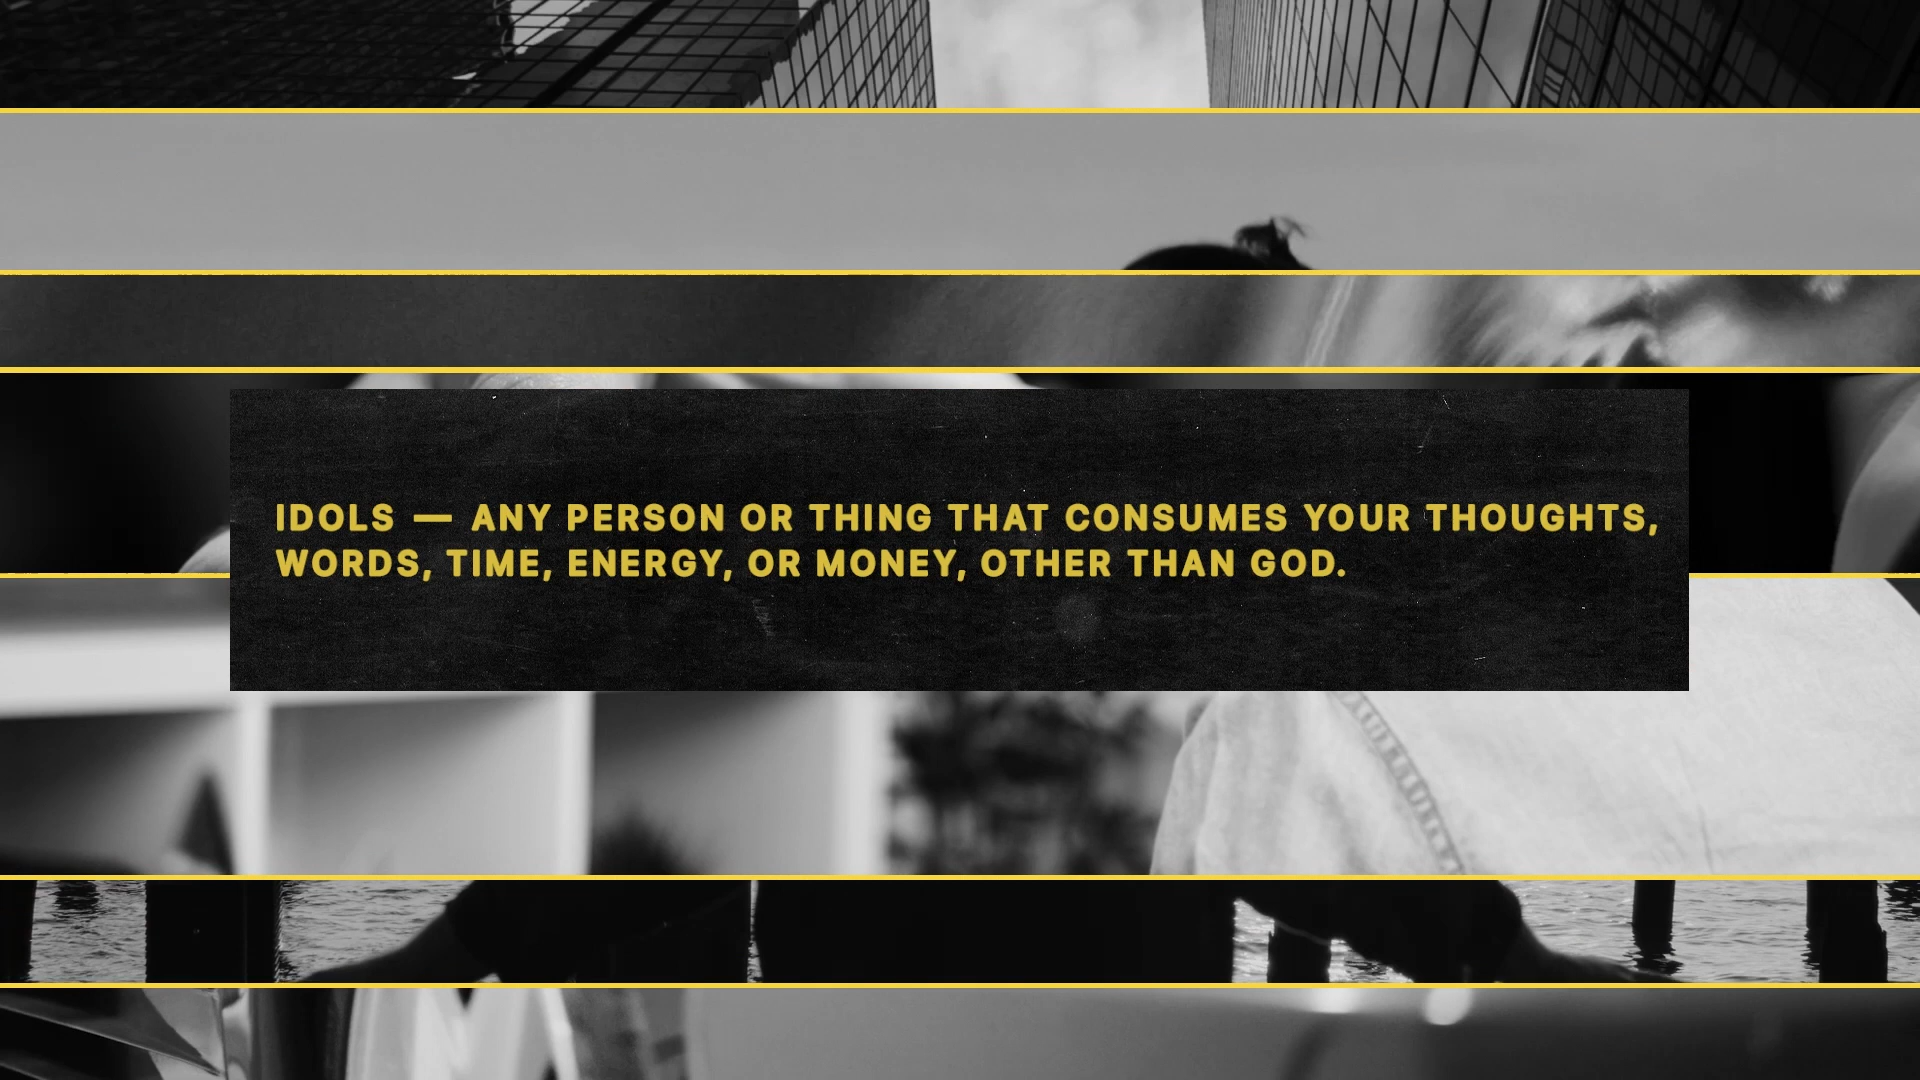 IDOLS — ANY PERSON OR THING THAT CONSUMES YOUR THOUGHTS,
WORDS, TIME, ENERGY, OR MONEY, OTHER THAN GOD.